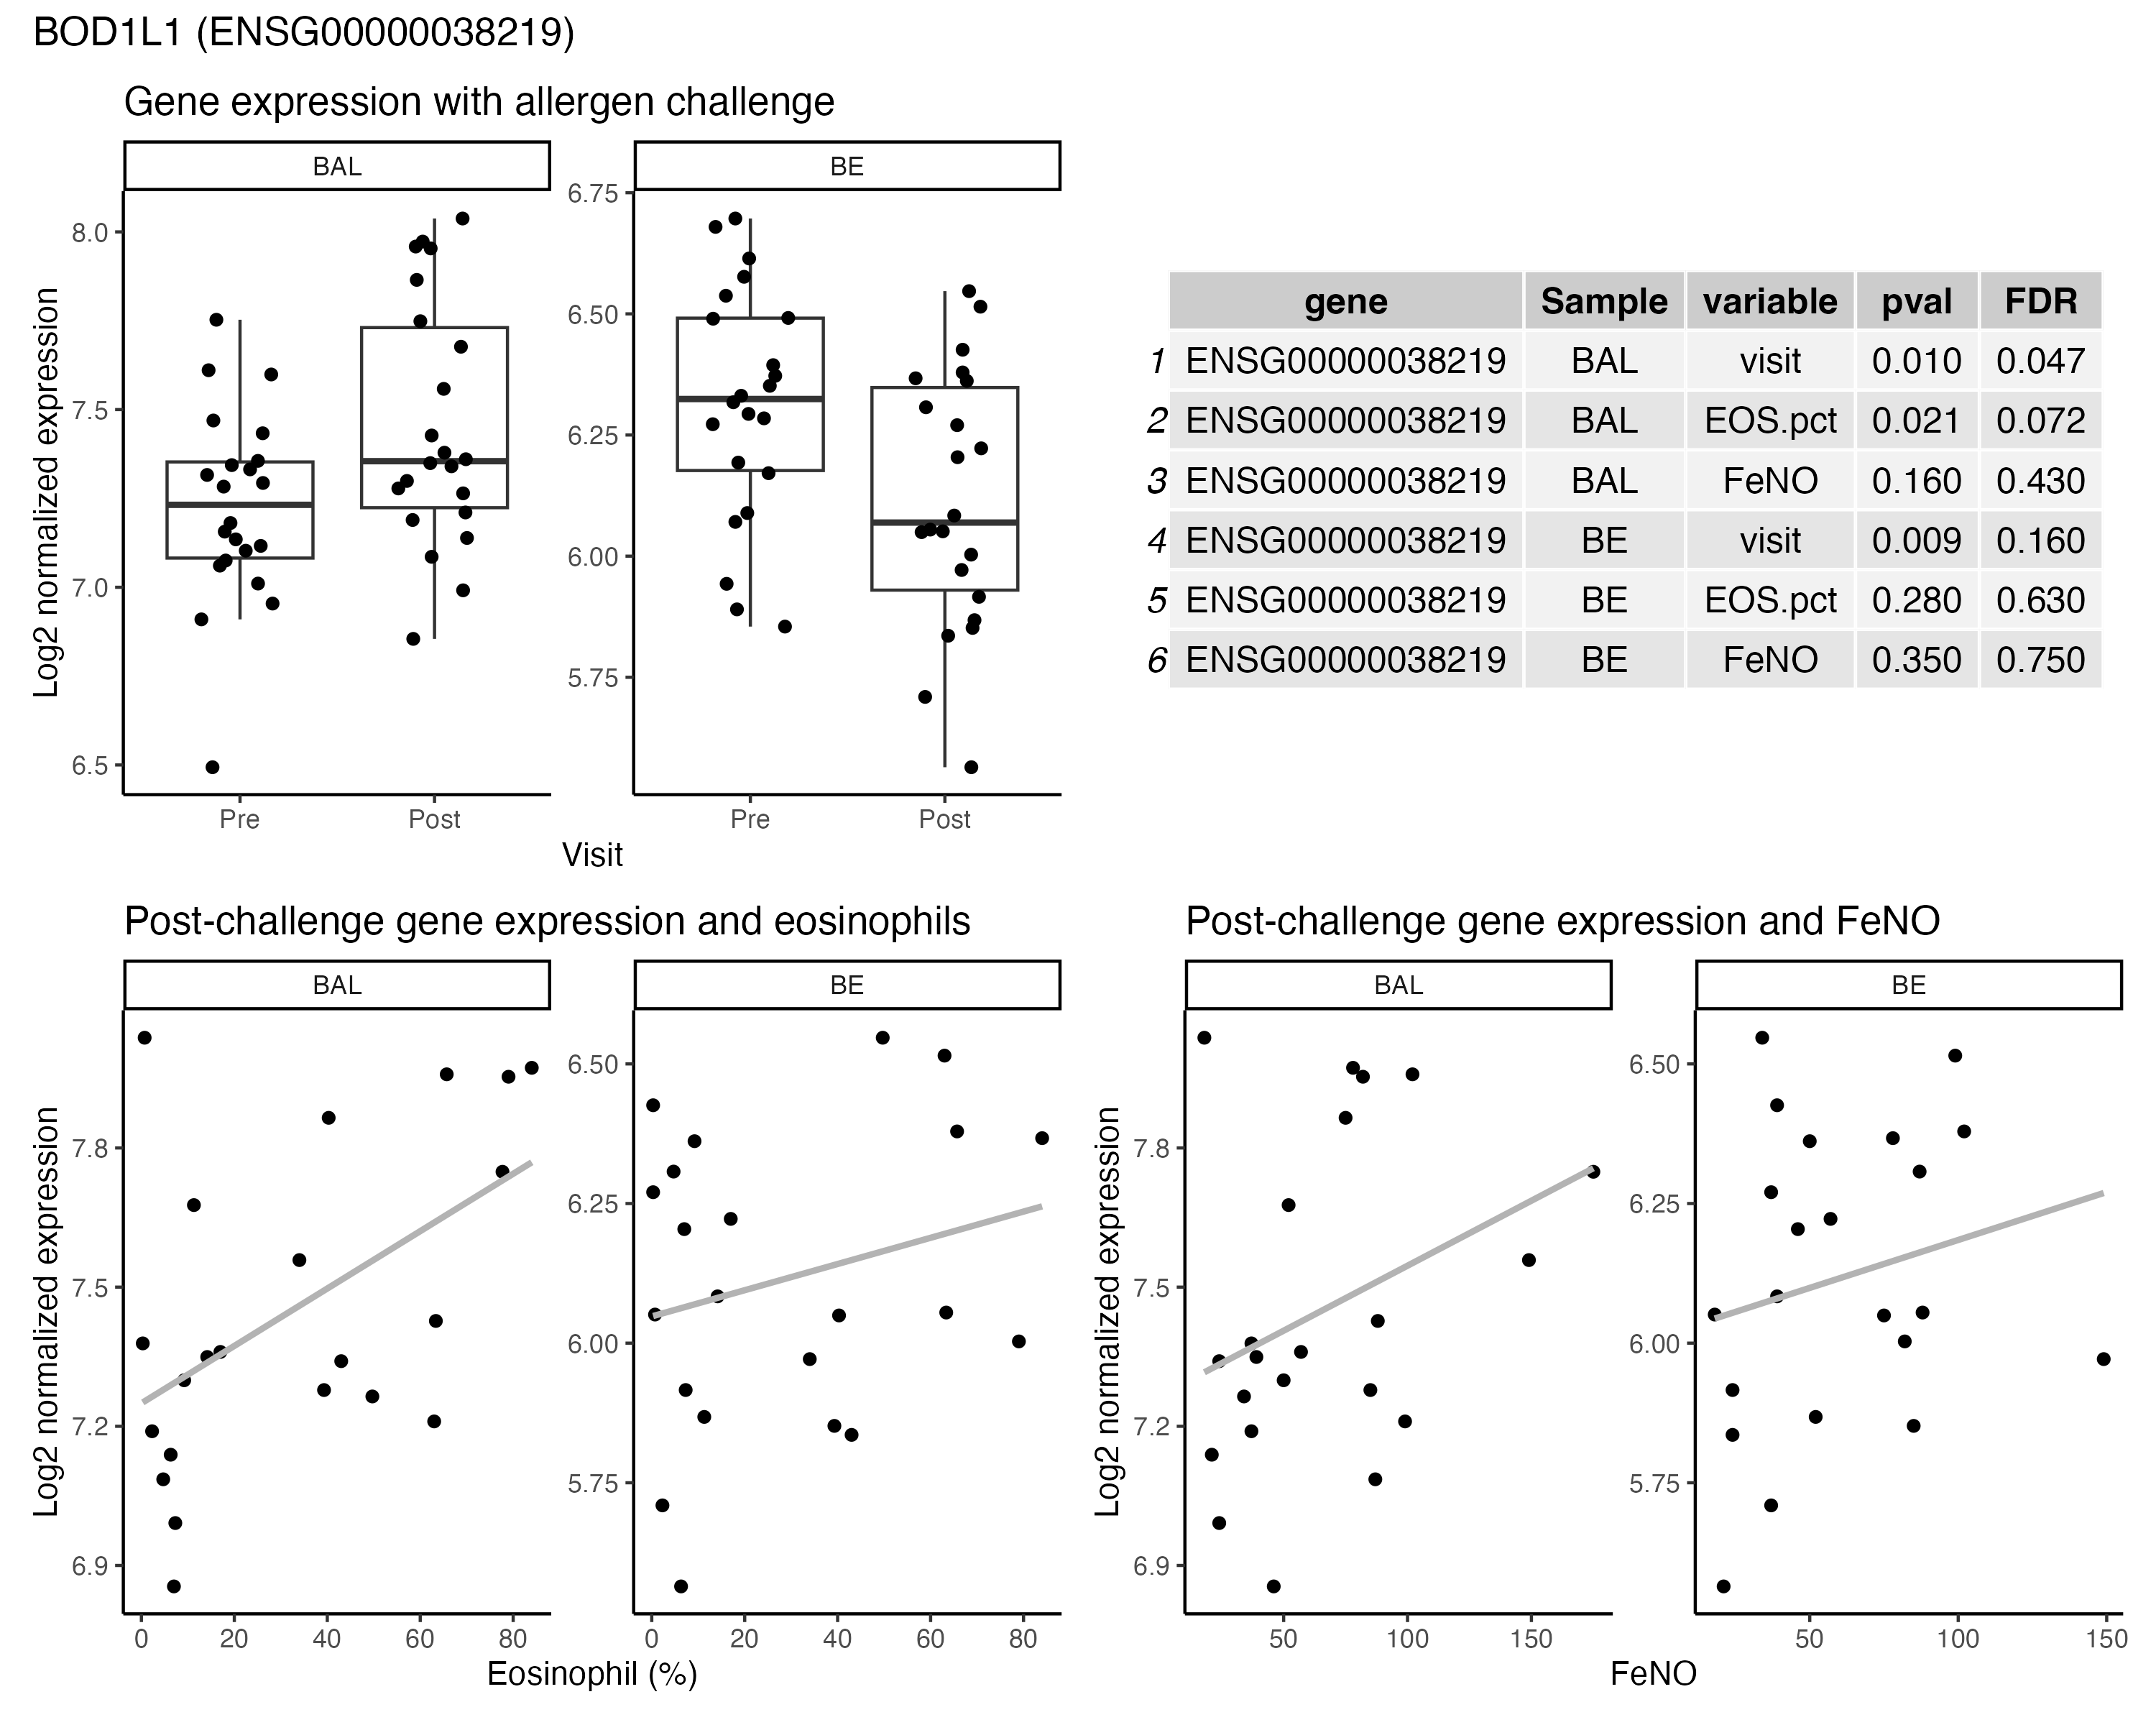 BOD1L1 (ENSG00000038219)
Gene expression with allergen challenge
BAL BE
Log2 normalized expression
8.0
7.5
7.0
6.5
6.75
6.50
6.25
6.00
5.75
Pre Post Pre Post
Visit
gene Sample variable pval FDR
1 ENSG00000038219 BAL visit 0.010 0.047
2 ENSG00000038219 BAL EOS.pct 0.021 0.072
3 ENSG00000038219 BAL FeNO 0.160 0.430
4 ENSG00000038219 BE visit 0.009 0.160
5 ENSG00000038219 BE EOS.pct 0.280 0.630
6 ENSG00000038219 BE FeNO 0.350 0.750
Post-challenge gene expression and eosinophils
BAL BE
Log2 normalized expression
7.8
7.5
7.2
6.9
6.50
6.25
6.00
5.75
0 20 40 60 80 0 20 40 60 80
Eosinophil (%)
Post-challenge gene expression and FeNO
BAL BE
Log2 normalized expression
7.8
7.5
7.2
6.9
6.50
6.25
6.00
5.75
50 100 150 50 100 150
FeNO